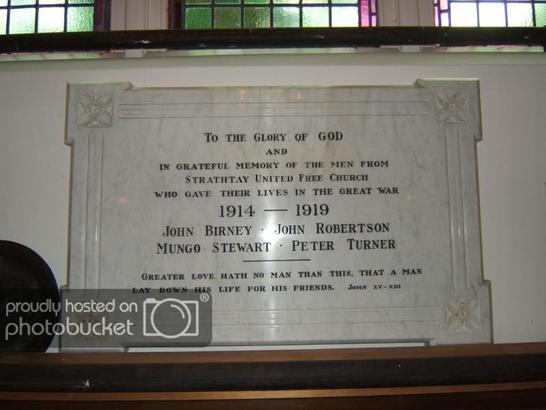 TO THE GLORY OF GOD
AND
IN GRATEFUL MEMORY OF THE MEN FROM
STRATHTAY UNITED FREE CHURCH
WHO GAVE THEIR LIVES IN THE GREAT WAR
1914 — 1919
JOHN BIRNEY · JOHN ROBERTSON
MUNGO STEWART · PETER TURNER
GREATER LOVE HATH NO MAN THAN THIS, THAT A MAN
LAY DOWN HIS LIFE FOR HIS FRIENDS. JOHN XV–XIII
proudly hosted on
photobucket®